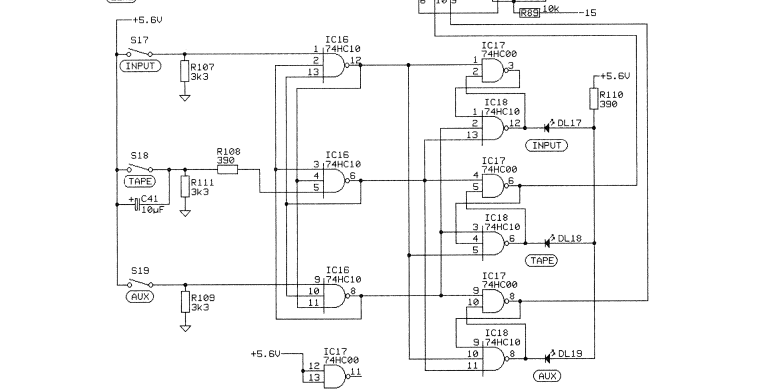 8 10 9
R89 10k -15
+5.6V
S17
INPUT
R107
3k3
IC16
74HC10
1
2
13
12
IC17
74HC00
1
2
3
+5.6V
R110
390
IC18
74HC10
1
2
13
12
DL17
INPUT
S18
TAPE
R108
390
R111
3k3
+C41
10µF
IC16
74HC10
3
4
5
6
IC17
74HC00
4
5
6
IC18
74HC10
3
4
5
6
DL18
TAPE
S19
AUX
R109
3k3
IC16
74HC10
9
10
11
8
IC17
74HC00
9
10
8
IC18
74HC10
9
10
11
8
DL19
AUX
+5.6V
IC17
74HC00
12
13
11